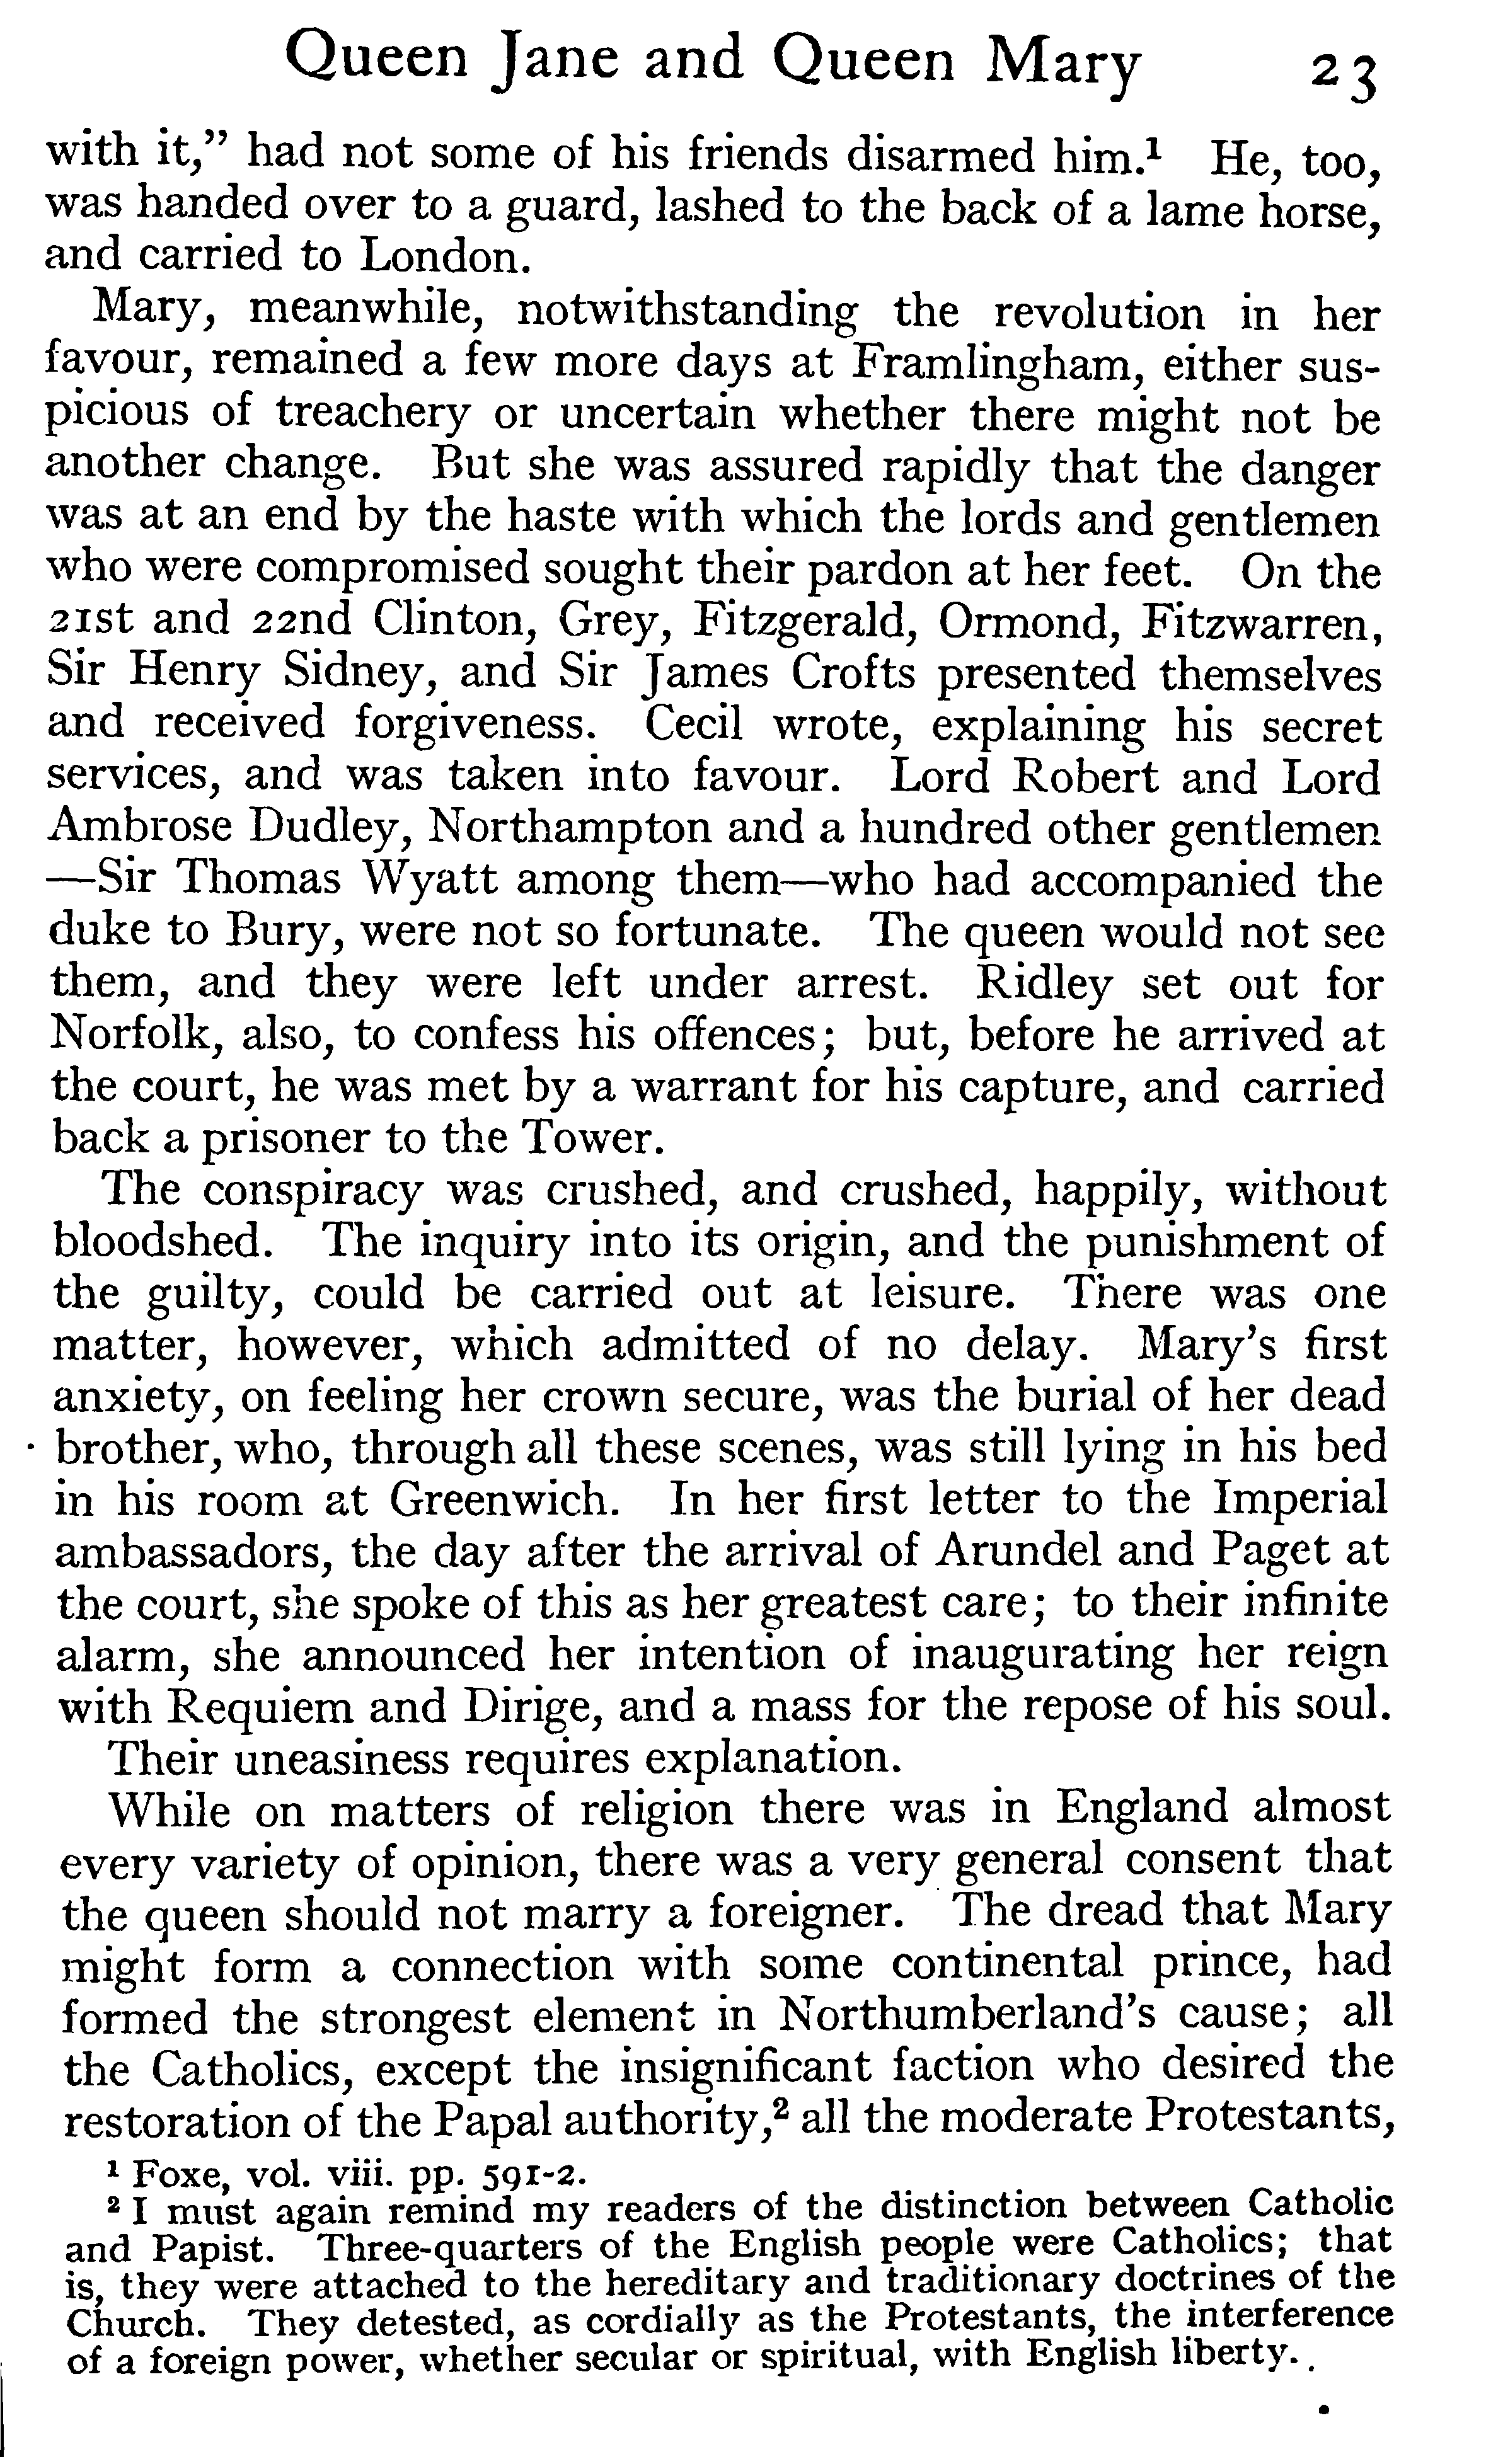 Queen Jane and Queen Mary 23
with it,” had not some of his friends disarmed him.¹ He, too,
was handed over to a guard, lashed to the back of a lame horse,
and carried to London.
Mary, meanwhile, notwithstanding the revolution in her
favour, remained a few more days at Framlingham, either sus-
picious of treachery or uncertain whether there might not be
another change. But she was assured rapidly that the danger
was at an end by the haste with which the lords and gentlemen
who were compromised sought their pardon at her feet. On the
21st and 22nd Clinton, Grey, Fitzgerald, Ormond, Fitzwarren,
Sir Henry Sidney, and Sir James Crofts presented themselves
and received forgiveness. Cecil wrote, explaining his secret
services, and was taken into favour. Lord Robert and Lord
Ambrose Dudley, Northampton and a hundred other gentlemen
—Sir Thomas Wyatt among them—who had accompanied the
duke to Bury, were not so fortunate. The queen would not see
them, and they were left under arrest. Ridley set out for
Norfolk, also, to confess his offences; but, before he arrived at
the court, he was met by a warrant for his capture, and carried
back a prisoner to the Tower.
The conspiracy was crushed, and crushed, happily, without
bloodshed. The inquiry into its origin, and the punishment of
the guilty, could be carried out at leisure. There was one
matter, however, which admitted of no delay. Mary’s first
anxiety, on feeling her crown secure, was the burial of her dead
brother, who, through all these scenes, was still lying in his bed
in his room at Greenwich. In her first letter to the Imperial
ambassadors, the day after the arrival of Arundel and Paget at
the court, she spoke of this as her greatest care; to their infinite
alarm, she announced her intention of inaugurating her reign
with Requiem and Dirige, and a mass for the repose of his soul.
Their uneasiness requires explanation.
While on matters of religion there was in England almost
every variety of opinion, there was a very general consent that
the queen should not marry a foreigner. The dread that Mary
might form a connection with some continental prince, had
formed the strongest element in Northumberland’s cause; all
the Catholics, except the insignificant faction who desired the
restoration of the Papal authority,² all the moderate Protestants,
¹ Foxe, vol. viii. pp. 591-2.
² I must again remind my readers of the distinction between Catholic
and Papist. Three-quarters of the English people were Catholics; that
is, they were attached to the hereditary and traditionary doctrines of the
Church. They detested, as cordially as the Protestants, the interference
of a foreign power, whether secular or spiritual, with English liberty.